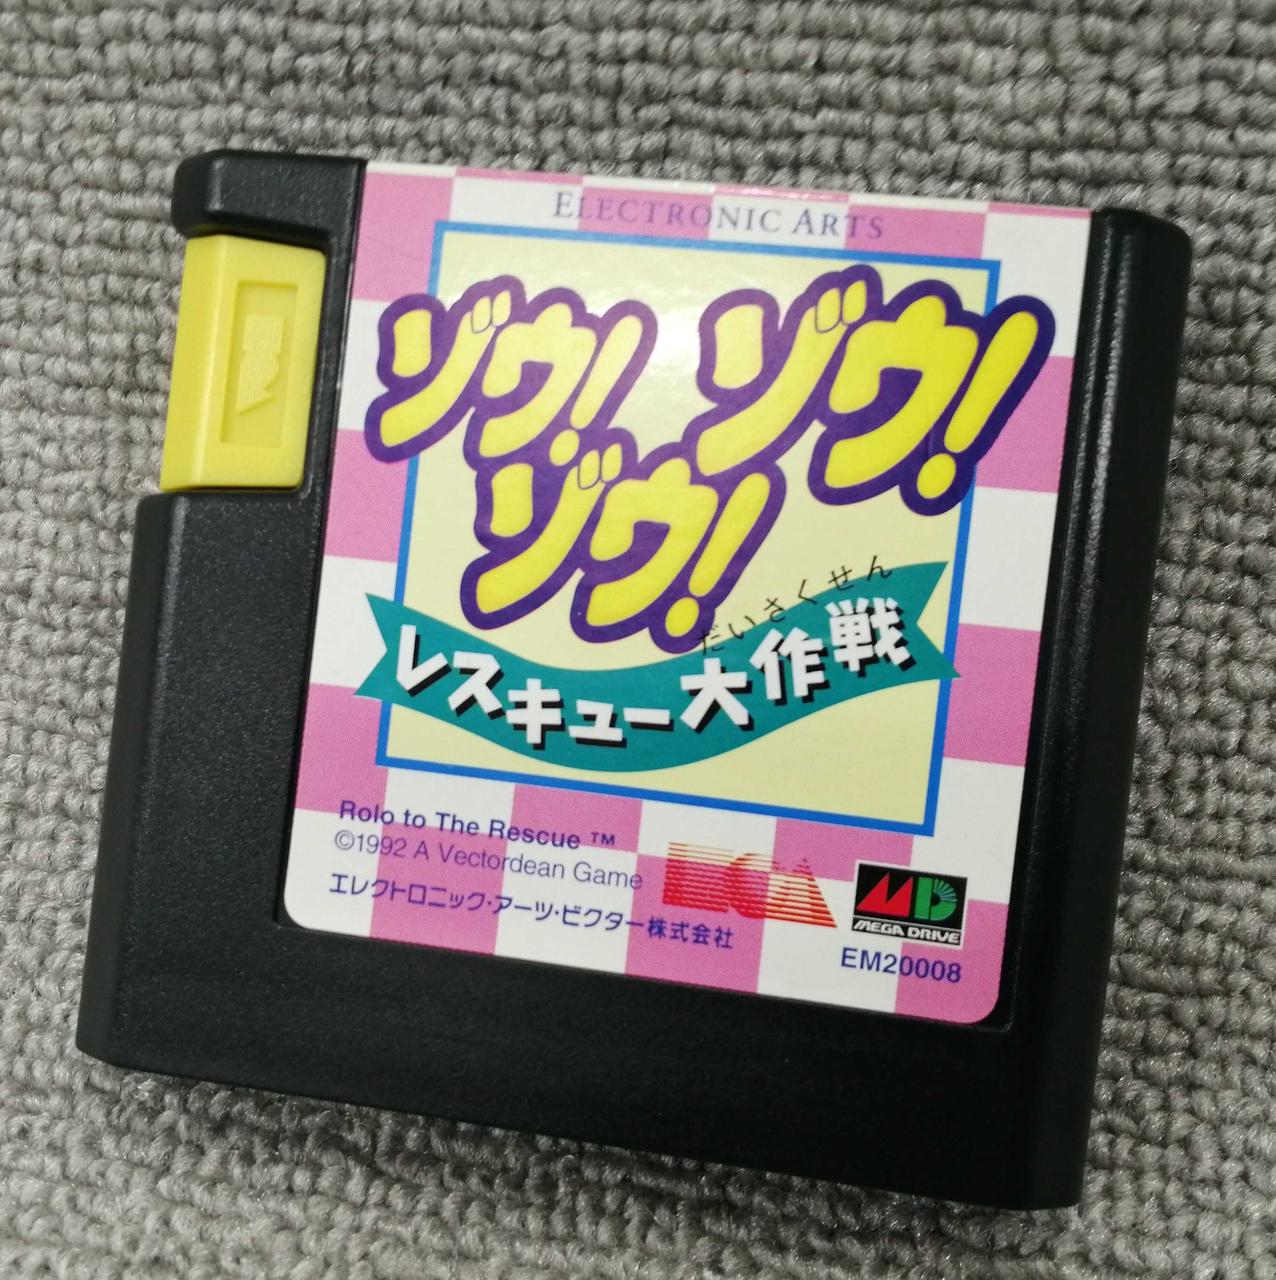 ELECTRONIC ARTS
ゾウ! ゾウ!
ゾウ!
だいさくせん
レスキュー大作戦
Rolo to The Rescue ™
©1992 A Vectordean Game
エレクトロニック・アーツ・ビクター株式会社
EA
MD
MEGA DRIVE
EM20008